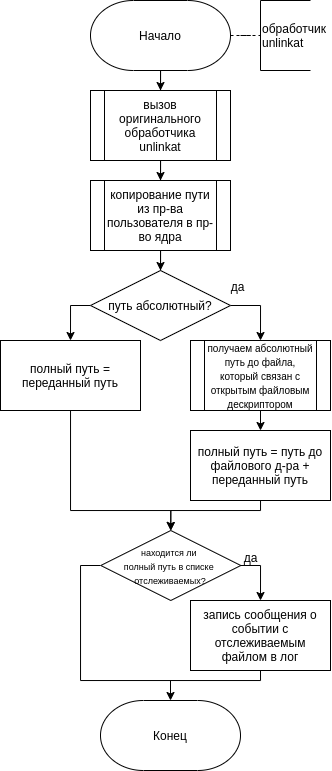 Начало
обработчик
unlinkat
вызов
оригинального
обработчика
unlinkat
копирование пути
из пр-ва
пользователя в пр-
во ядра
да
путь абсолютный?
полный путь =
переданный путь
получаем абсолютный
путь до файла,
который связан с
открытым файловым
дескриптором
полный путь = путь до
файлового д-ра +
переданный путь
находится ли
полный путь в списке
отслеживаемых?
да
запись сообщения о
событии с
отслеживаемым
файлом в лог
Конец